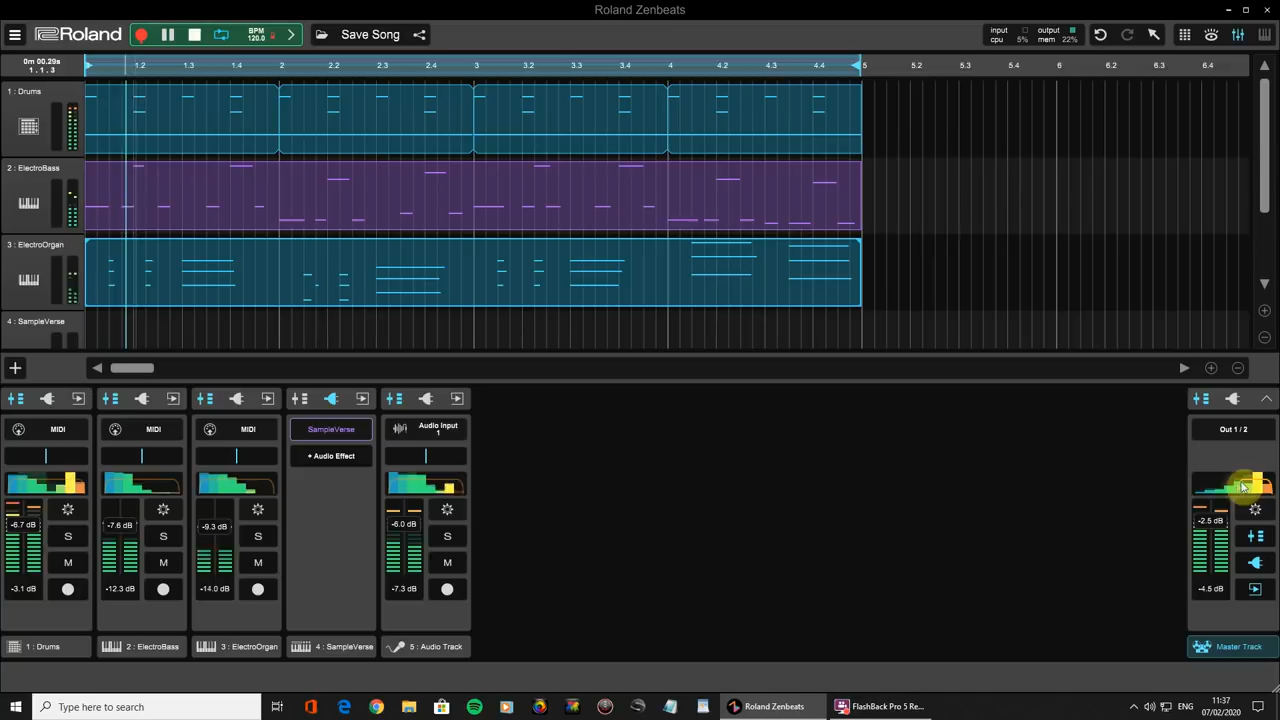 Roland Zenbeats
Roland
BPM
120.0
Save Song
input
cpu 5%
output
mem 22%
0m 00.29s
1.1.3
1.2 1.3 1.4 2 2.2 2.3 2.4 3 3.2 3.3 3.4 4 4.2 4.3 4.4 5 5.2 5.3 5.4 6 6.2 6.3 6.4
1 : Drums
2 : ElectroBass
3 : ElectroOrgan
4 : SampleVerse
MIDI MIDI MIDI SampleVerse Audio Input 1 Out 1 / 2
+ Audio Effect
-6.7 dB -7.6 dB -9.3 dB -6.0 dB -2.5 dB
S S S S
M M M M
-3.1 dB -12.3 dB -14.0 dB -7.3 dB -4.5 dB
1 : Drums 2 : ElectroBass 3 : ElectroOrgan 4 : SampleVerse 5 : Audio Track Master Track
Type here to search
Roland Zenbeats
FlashBack Pro 5 Re...
ENG
11:37
07/02/2020